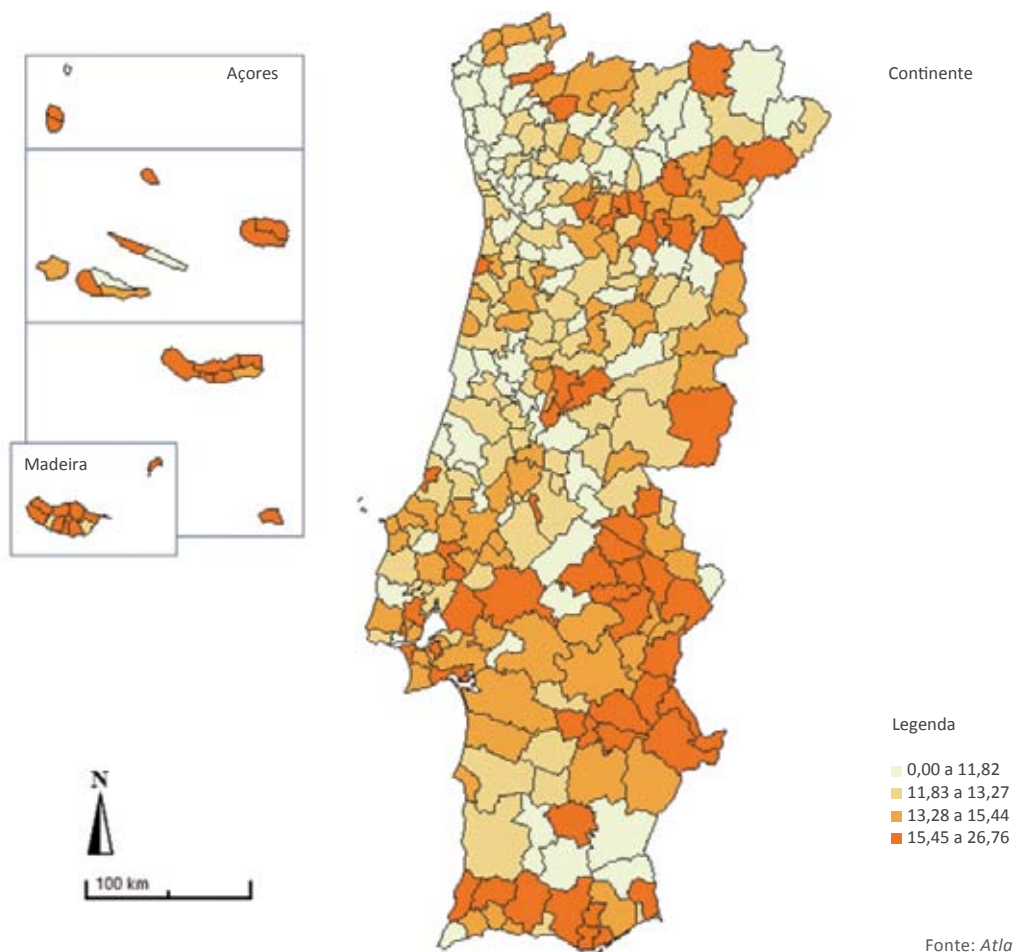 Açores
Continente
Madeira
Legenda
0,00 a 11,82
11,83 a 13,27
13,28 a 15,44
15,45 a 26,76
N
100 km
Fonte: Atla